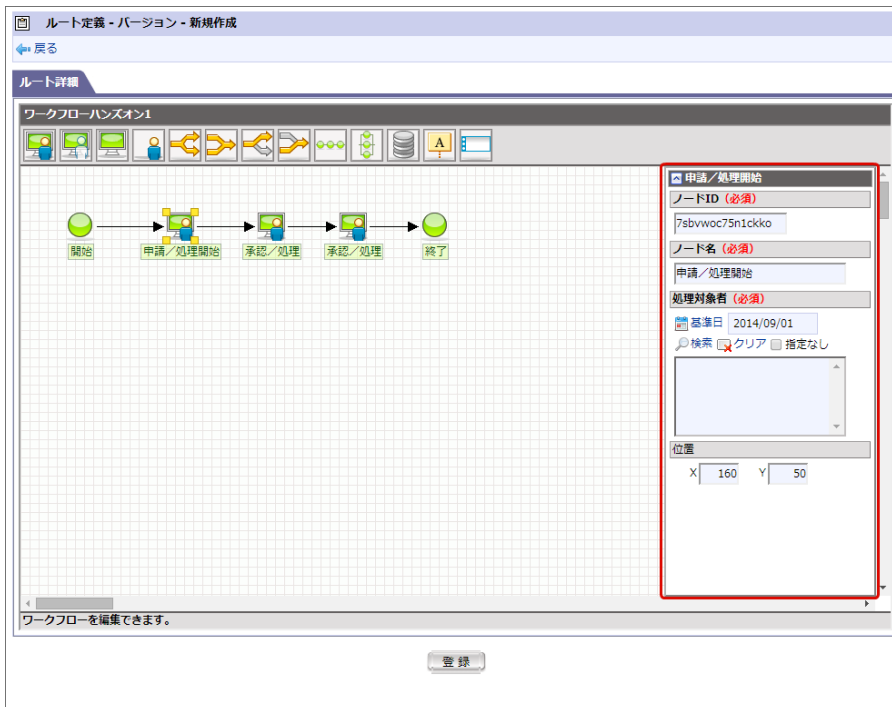 ルート定義 - バージョン - 新規作成
戻る
ルート詳細
ワークフローハンズオン1
A
開始 申請／処理開始 承認／処理 承認／処理 終了
申請／処理開始
ノードID（必須）
7sbvwoc75n1ckko
ノード名（必須）
申請／処理開始
処理対象者（必須）
基準日 2014/09/01
検索 クリア 指定なし
位置
X 160 Y 50
ワークフローを編集できます。
登録